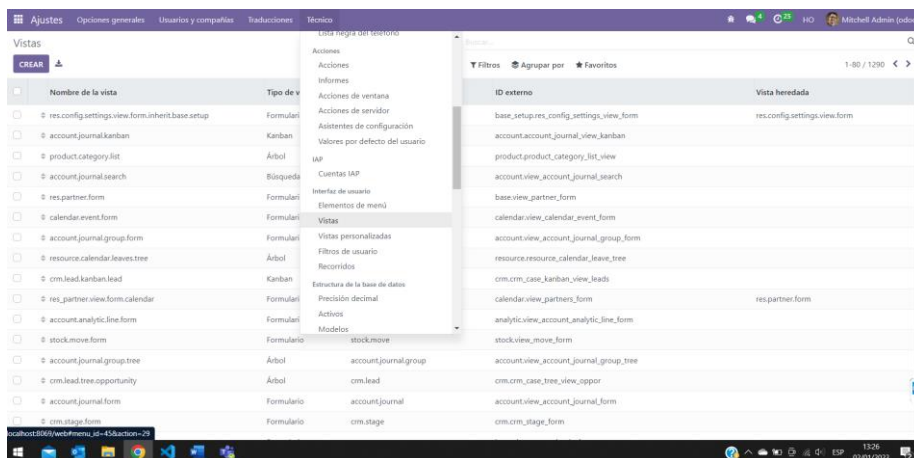 Ajustes Opciones generales Usuarios y compañías Traducciones Técnico 4 25 HO Mitchell Admin (odoo
Vistas
Buscar...
CREAR
Filtros Agrupar por Favoritos 1-80 / 1290
Lista negra del teléfono
Acciones
Acciones
Informes
Acciones de ventana
Acciones de servidor
Asistentes de configuración
Valores por defecto del usuario
IAP
Cuentas IAP
Interfaz de usuario
Elementos de menú
Vistas
Vistas personalizadas
Filtros de usuario
Recorridos
Estructura de la base de datos
Precisión decimal
Activos
Modelos
Nombre de la vista Tipo de v ID externo Vista heredada
res.config.settings.view.form.inherit.base.setup Formulari base_setup.res_config_settings_view_form res.config.settings.view.form
account.journal.kanban Kanban account.account_journal_view_kanban
product.category.list Árbol product.product_category_list_view
account.journal.search Búsqueda account.view_account_journal_search
res.partner.form Formulari base.view_partner_form
calendar.event.form Formulari calendar.view_calendar_event_form
account.journal.group.form Formulari account.view_account_journal_group_form
resource.calendar.leaves.tree Árbol resource.resource_calendar_leave_tree
crm.lead.kanban.lead Kanban crm.crm_case_kanban_view_leads
res_partner.view.form.calendar Formulari calendar.view_partners_form res.partner.form
account.analytic.line.form Formulari analytic.view_account_analytic_line_form
stock.move.form Formulario stock.move stock.view_move_form
account.journal.group.tree Árbol account.journal.group account.view_account_journal_group_tree
crm.lead.tree.opportunity Árbol crm.lead crm.crm_case_tree_view_oppor
account.journal.form Formulario account.journal account.view_account_journal_form
crm.stage.form Formulario crm.stage crm.crm_stage_form
localhost:8069/web#menu_id=45&action=29
ESP 13:26